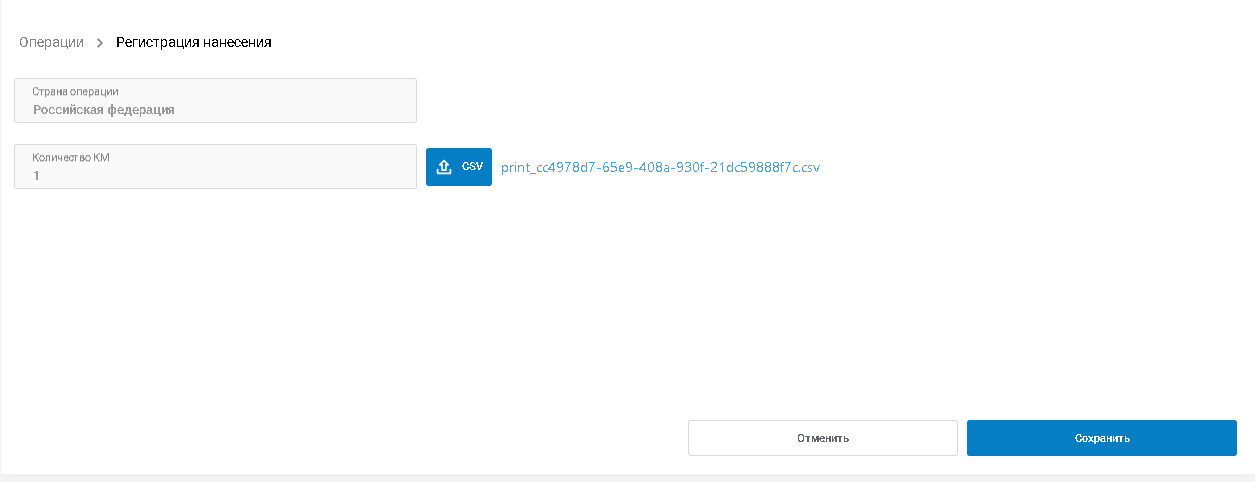 Операции > Регистрация нанесения
Страна операции
Российская федерация
Количество КМ
1
CSV print_cc4978d7-65e9-408a-930f-21dc59888f7c.csv
Отменить Сохранить